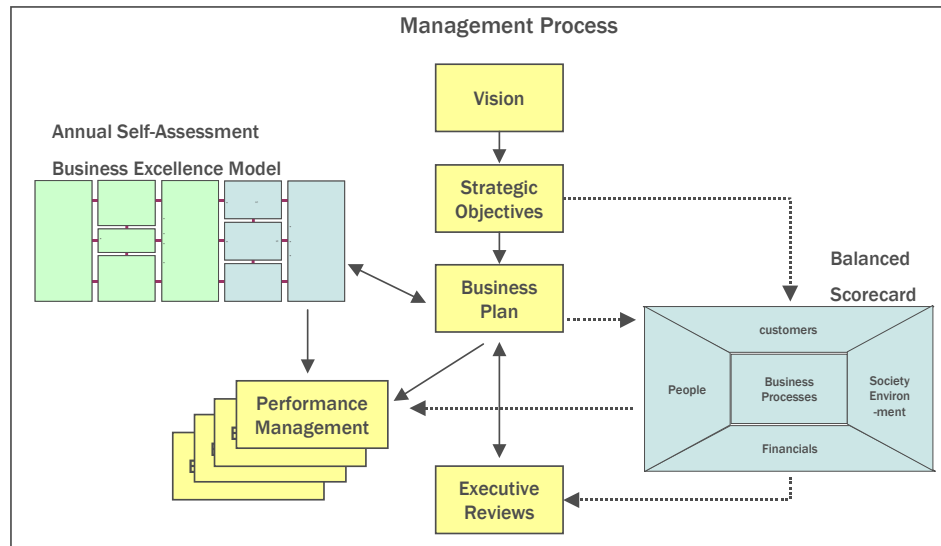 Management Process
Vision
Annual Self-Assessment
Business Excellence Model
Strategic
Objectives
Balanced
Scorecard
Business
Plan
customers
People
Business
Processes
Society
Environ
-ment
Financials
Performance
Management
Executive
Reviews